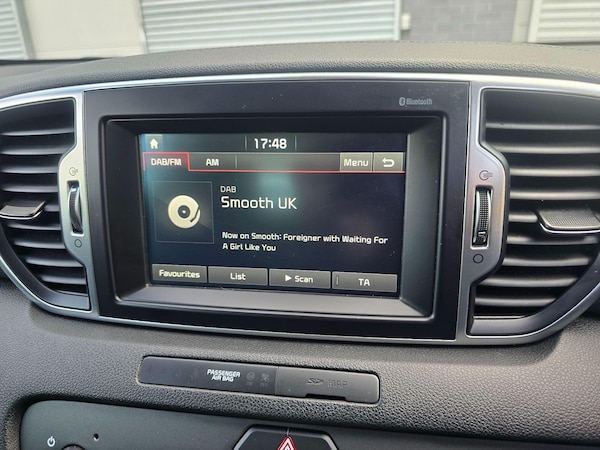 Bluetooth
17:48
DAB/FM AM Menu
DAB
Smooth UK
Now on Smooth: Foreigner with Waiting For
A Girl Like You
Favourites List Scan TA
PASSENGER
AIR BAG